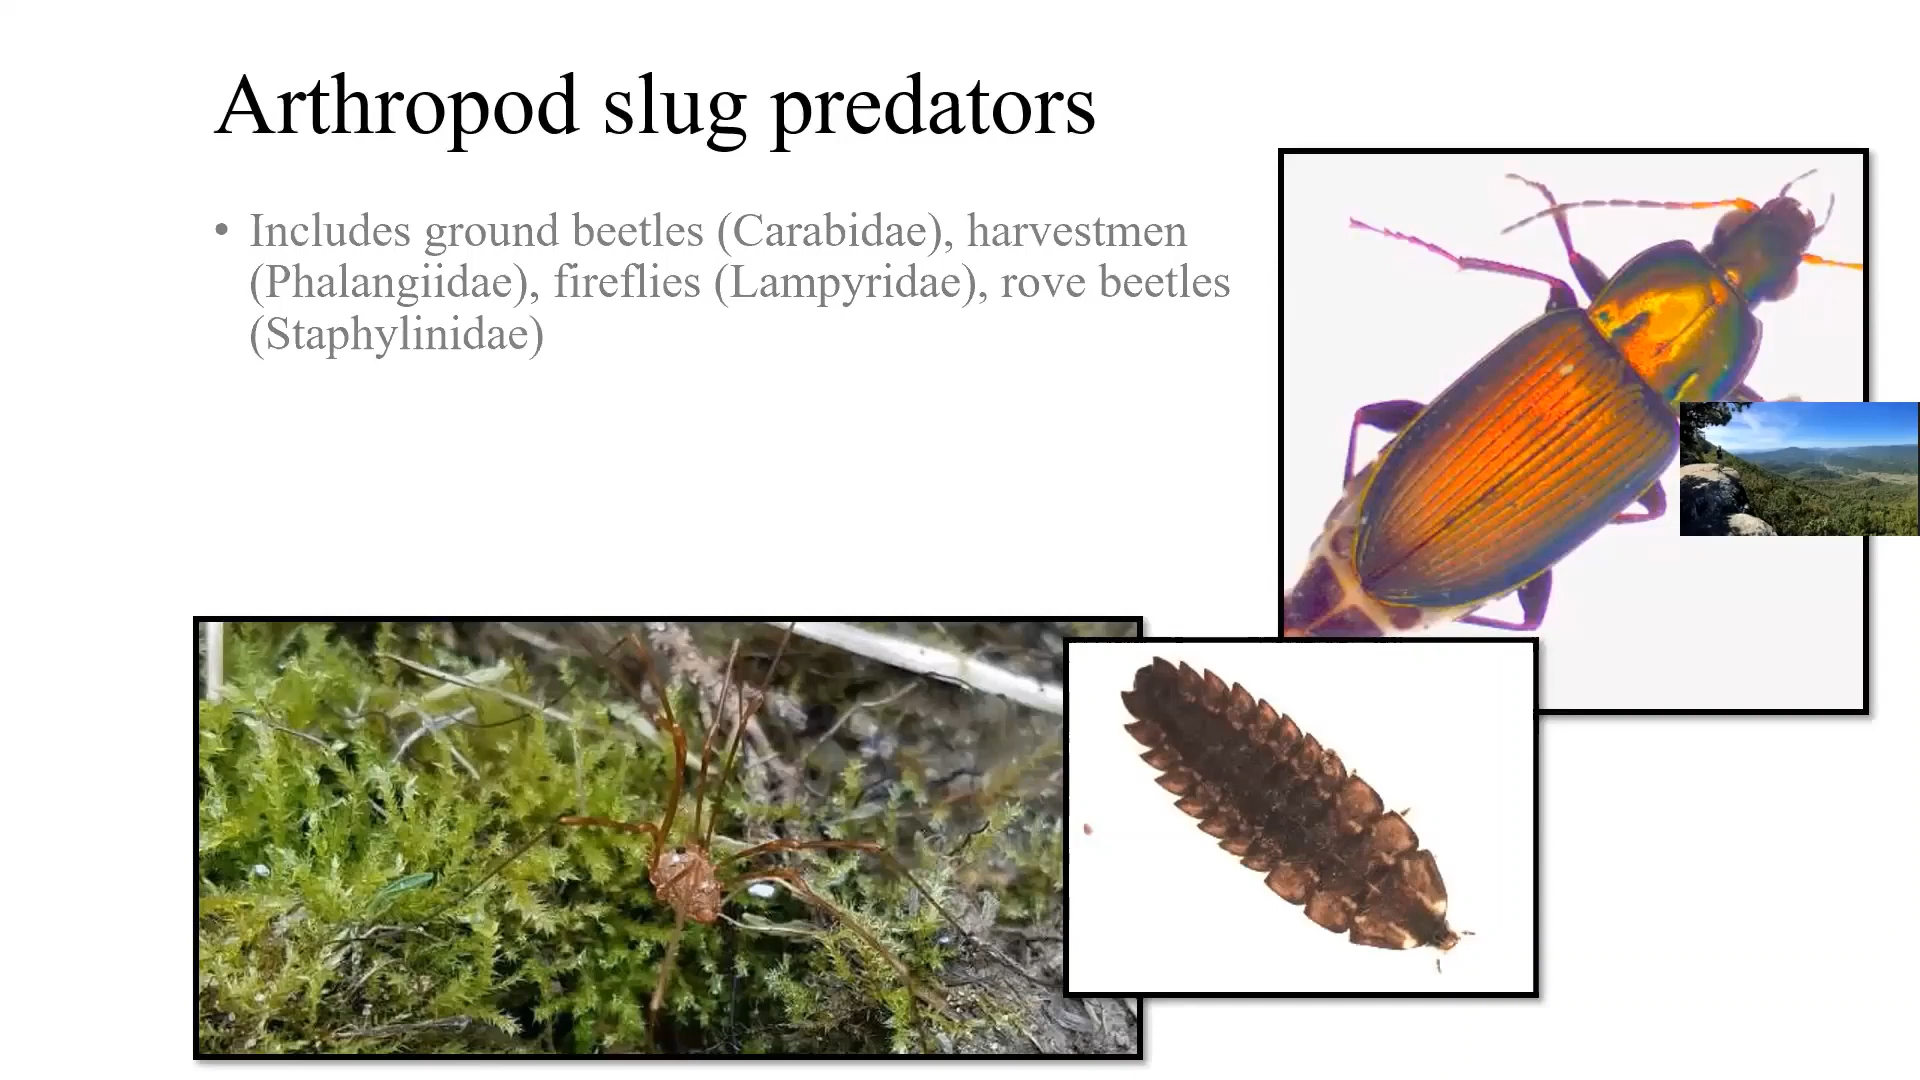 Arthropod slug predators
• Includes ground beetles (Carabidae), harvestmen
(Phalangiidae), fireflies (Lampyridae), rove beetles
(Staphylinidae)